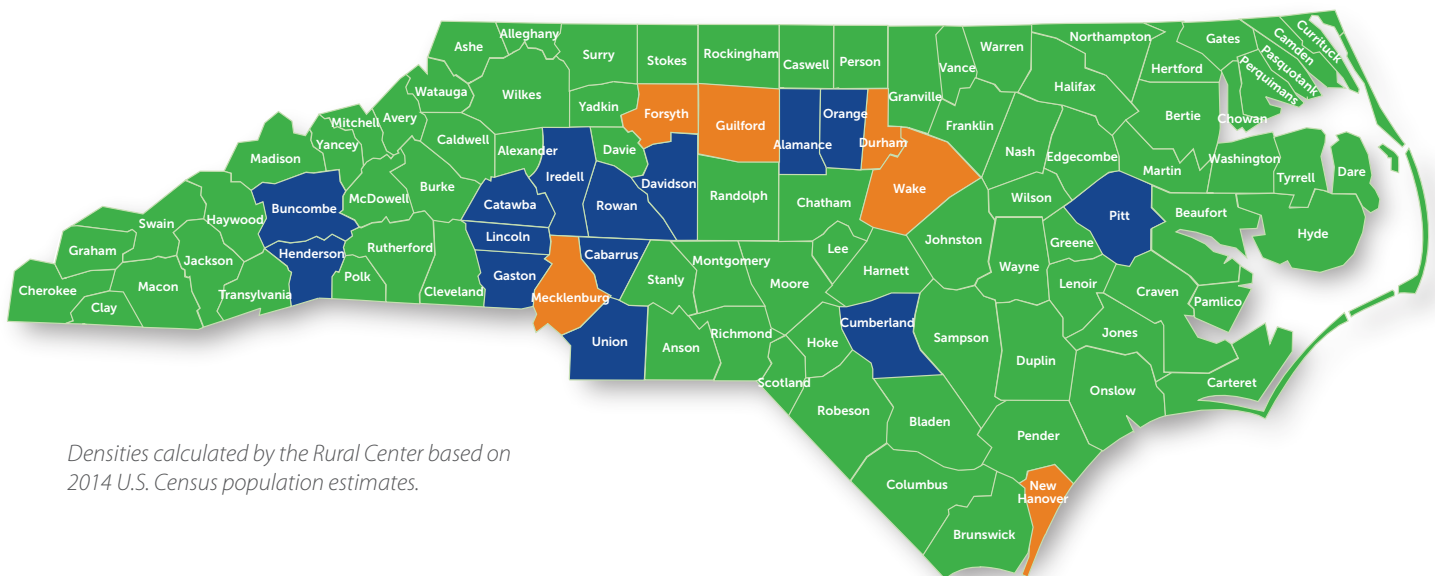 Ashe
Alleghany
Surry
Stokes
Rockingham
Caswell
Person
Granville
Vance
Warren
Northampton
Halifax
Gates
Hertford
Bertie
Camden
Currituck
Pasquotank
Perquimans
Chowan
Watauga
Wilkes
Yadkin
Forsyth
Guilford
Alamance
Orange
Durham
Franklin
Nash
Edgecombe
Martin
Washington
Tyrrell
Dare
Mitchell
Avery
Yancey
Madison
Caldwell
Alexander
Iredell
Davie
Davidson
Randolph
Chatham
Wake
Wilson
Pitt
Beaufort
Hyde
Buncombe
McDowell
Burke
Catawba
Rowan
Swain
Haywood
Graham
Jackson
Henderson
Rutherford
Lincoln
Cabarrus
Stanly
Montgomery
Moore
Lee
Harnett
Johnston
Wayne
Greene
Lenoir
Craven
Pamlico
Cherokee
Clay
Macon
Transylvania
Polk
Cleveland
Gaston
Mecklenburg
Union
Anson
Richmond
Scotland
Hoke
Cumberland
Sampson
Duplin
Jones
Onslow
Carteret
Robeson
Bladen
Pender
Columbus
Brunswick
New
Hanover
Densities calculated by the Rural Center based on
2014 U.S. Census population estimates.